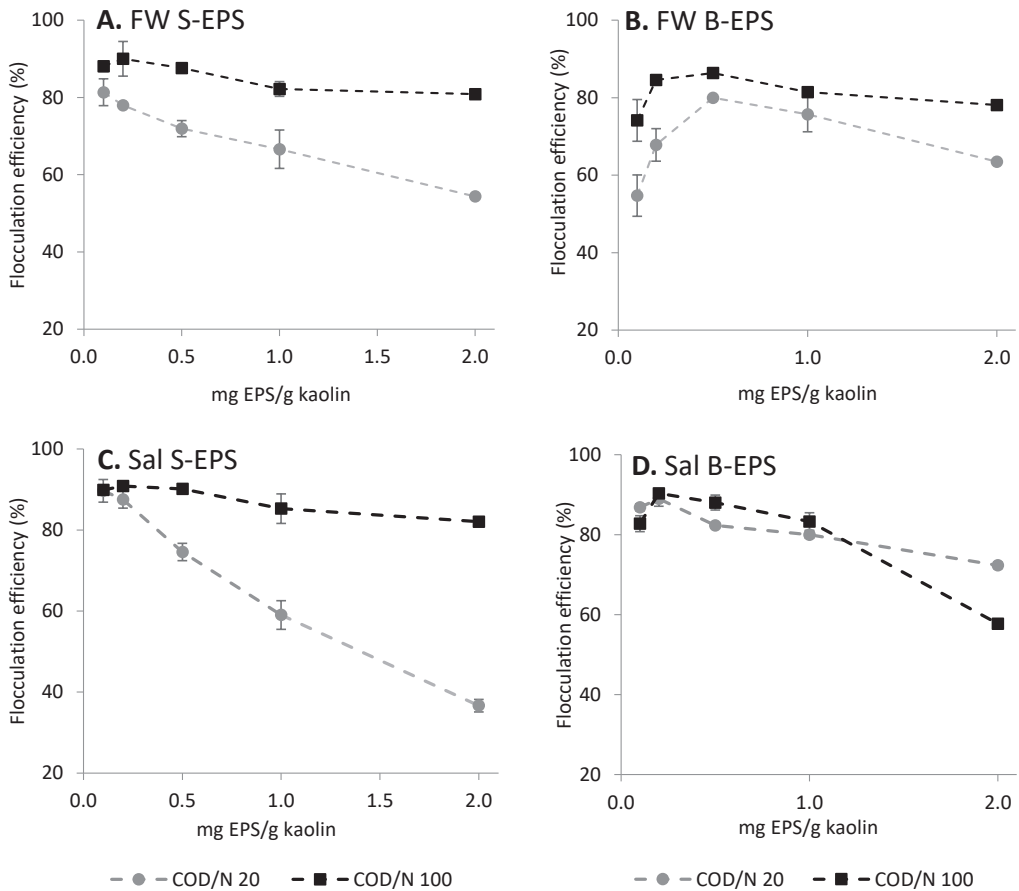 A. FW S-EPS
Flocculation efficiency (%)
100
80
60
40
20
0.0 0.5 1.0 1.5 2.0
mg EPS/g kaolin
B. FW B-EPS
Flocculation efficiency (%)
100
80
60
40
20
0.0 1.0 2.0
mg EPS/g kaolin
C. Sal S-EPS
Flocculation efficiency (%)
100
80
60
40
20
0.0 0.5 1.0 1.5 2.0
mg EPS/g kaolin
D. Sal B-EPS
Flocculation efficiency (%)
100
80
60
40
20
0.0 1.0 2.0
mg EPS/g kaolin
COD/N 20 COD/N 100
COD/N 20 COD/N 100